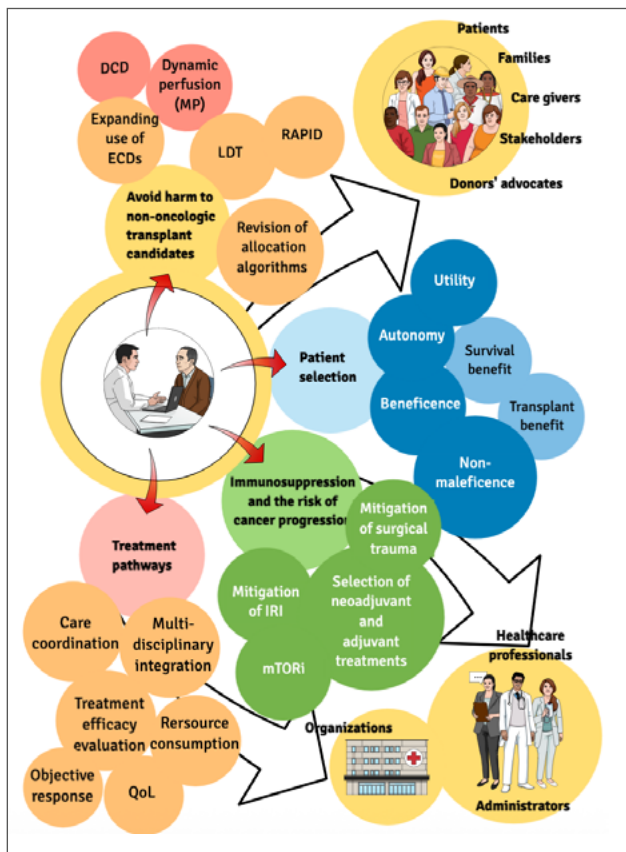 DCD
Dynamic
perfusion
(MP)
Expanding
use of
ECDs
LDT
RAPID
Avoid harm to
non-oncologic
transplant
candidates
Revision of
allocation
algorithms
Patients
Families
Care givers
Stakeholders
Donors' advocates
Patient
selection
Utility
Autonomy
Survival
benefit
Beneficence
Transplant
benefit
Non-
maleficence
Immunosuppression
and the risk of
cancer progression
Mitigation
of surgical
trauma
Mitigation
of IRI
Selection of
neoadjuvant
and
adjuvant
treatments
mTORi
Treatment
pathways
Care
coordination
Multi-
disciplinary
integration
Treatment
efficacy
evaluation
Rersource
consumption
Objective
response
QoL
Organizations
Healthcare
professionals
Administrators